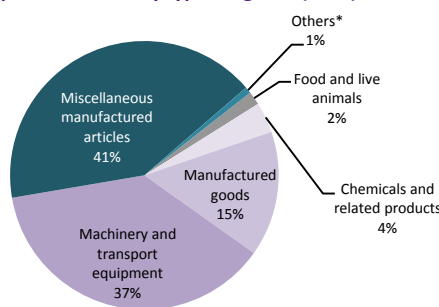 Others*
1%
Food and live
animals
2%
Miscellaneous
manufactured
articles
41%
Manufactured
goods
15%
Chemicals and
related products
4%
Machinery and
transport
equipment
37%